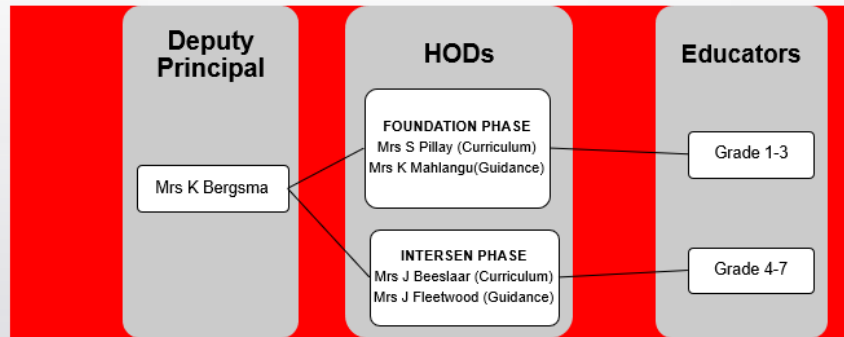 Deputy
Principal
HODs
Educators
Mrs K Bergsma
FOUNDATION PHASE
Mrs S Pillay (Curriculum)
Mrs K Mahlangu(Guidance)
INTERSEN PHASE
Mrs J Beeslaar (Curriculum)
Mrs J Fleetwood (Guidance)
Grade 1-3
Grade 4-7